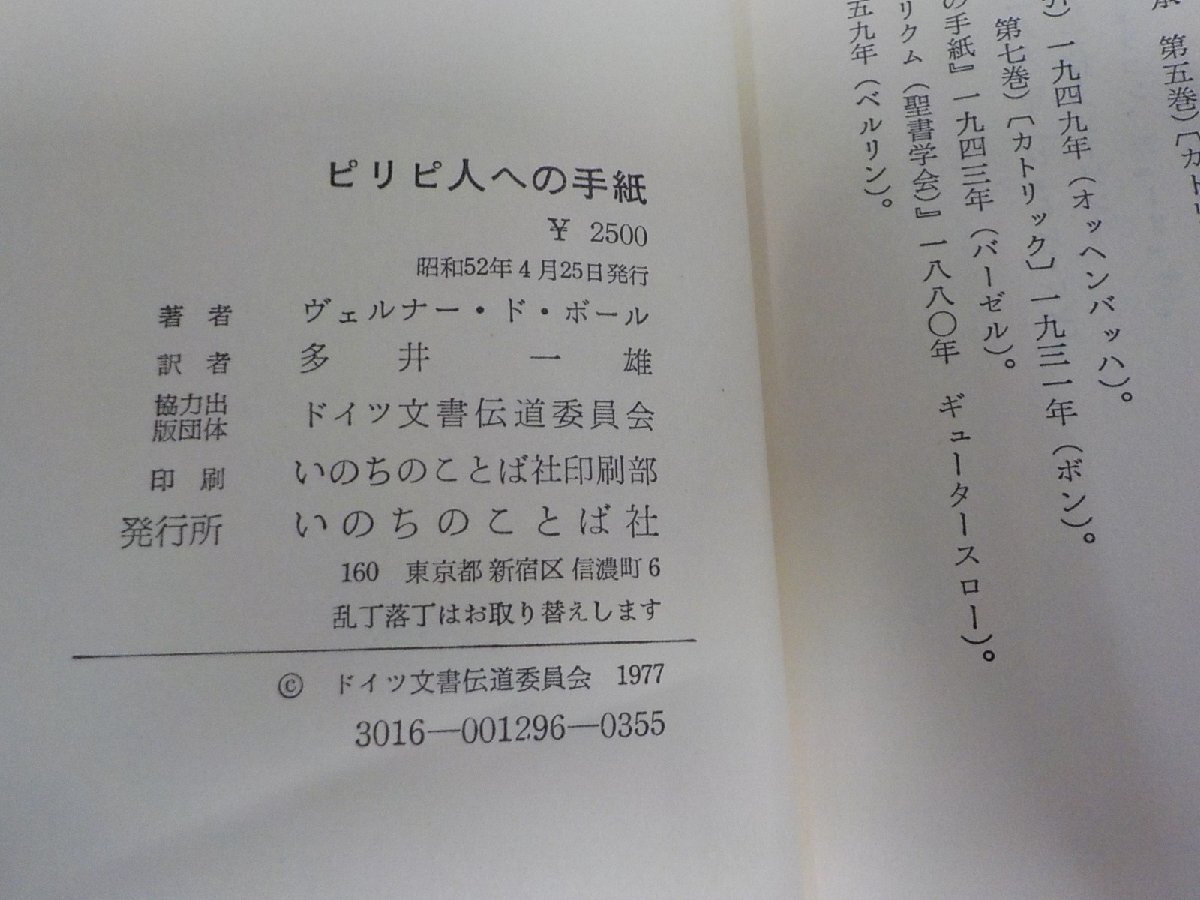 承 第五巻)〔カトリ
介)一九四九年(オッヘンバッハ)。
第七巻)〔カトリック〕一九三一年(ボン)。
の手紙』一九四三年(バーゼル)。
リクム(聖書学会)』一八八〇年 ギュータースロー)。
五九年(ベルリン)。
ピリピ人への手紙
¥ 2500
昭和52年4月25日発行
著者 ヴェルナー・ド・ボール
訳者 多井一雄
協力出版団体 ドイツ文書伝道委員会
印刷 いのちのことば社印刷部
発行所 いのちのことば社
160 東京都新宿区信濃町6
乱丁落丁はお取り替えします
© ドイツ文書伝道委員会 1977
3016—001296—0355